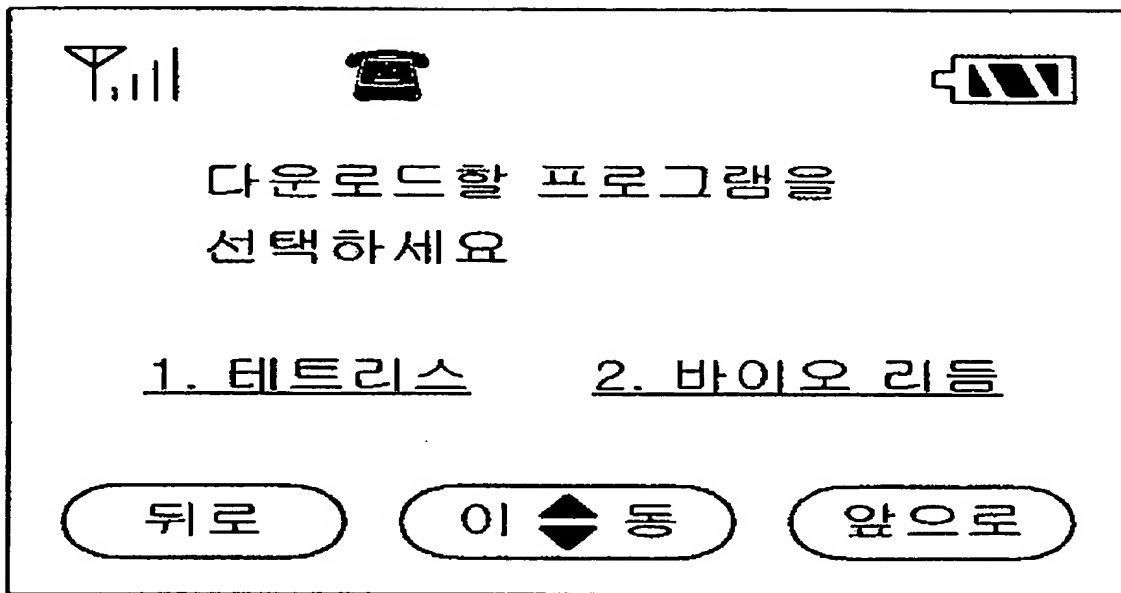 다운로드할 프로그램을
선택하세요
1. 테트리스 2. 바이오 리듬
뒤로 이 동 앞으로